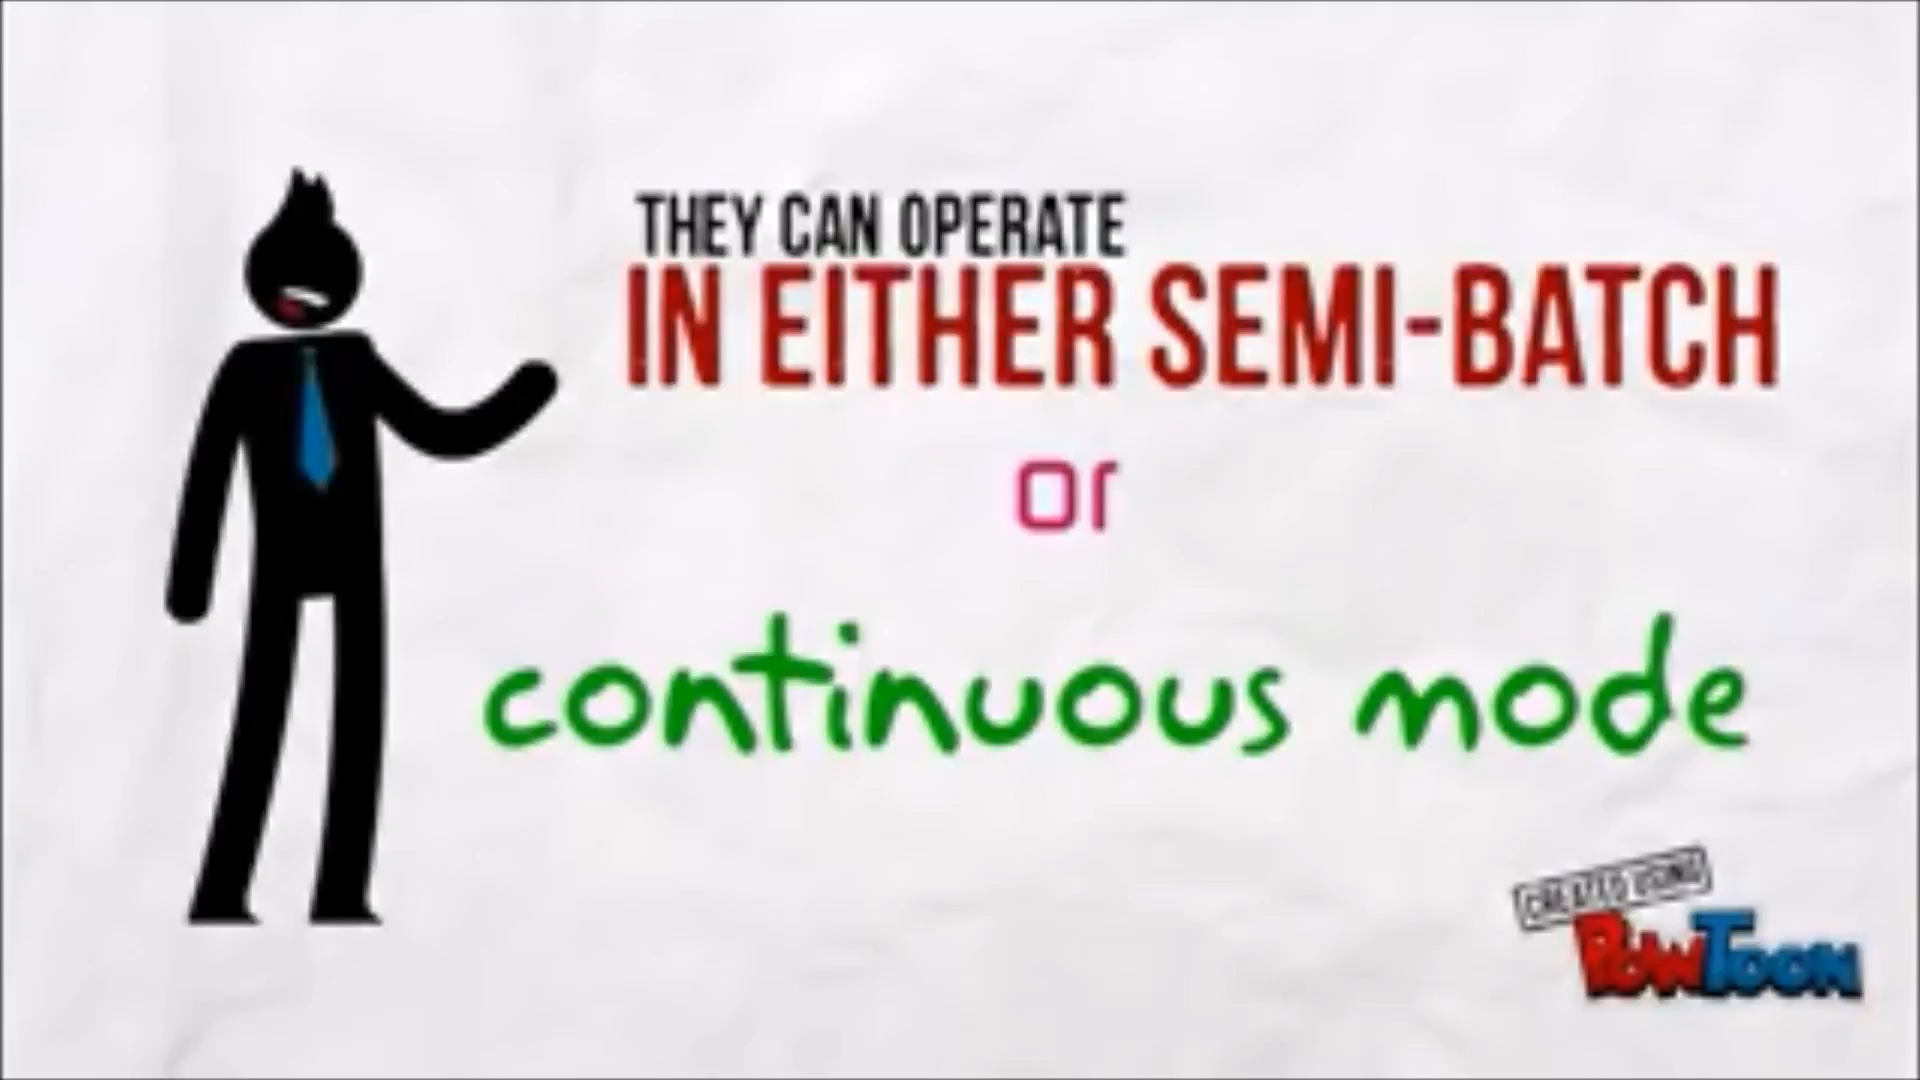 THEY CAN OPERATE
IN EITHER SEMI-BATCH
or
continuous mode
CREATED USING
PowToon